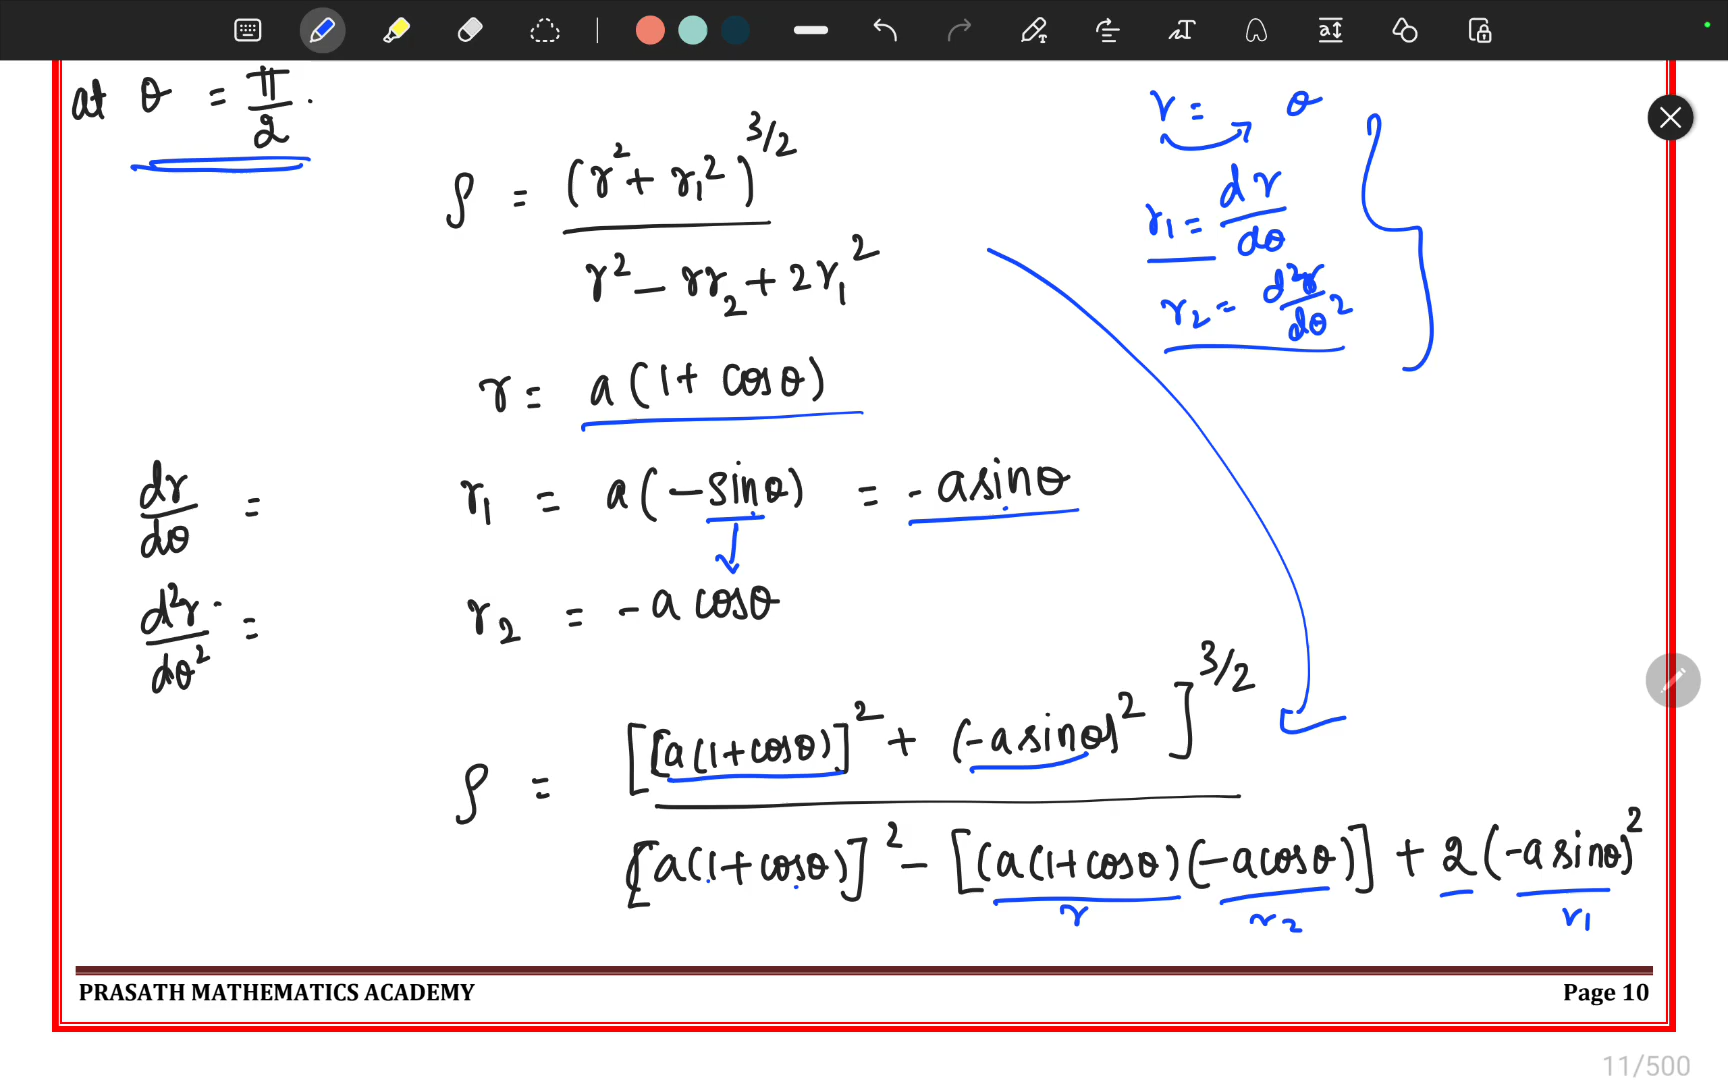 at θ = π/2.
r = θ
ρ = (r² + r₁²)^3/2 / r² - rr₂ + 2r₁²
r₁ = dr/dθ
r₂ = d²r/dθ²
r = a(1 + cosθ)
dr/dθ = r₁ = a(-sinθ) = -asinθ
d²r/dθ² = r₂ = -a cosθ
ρ = [[a(1+cosθ)]² + (-a sinθ)²]^3/2 / [a(1+cosθ)]² - [(a(1+cosθ)(-acosθ)] + 2(-a sinθ)²
r r₂ r₁
PRASATH MATHEMATICS ACADEMY Page 10
11/500